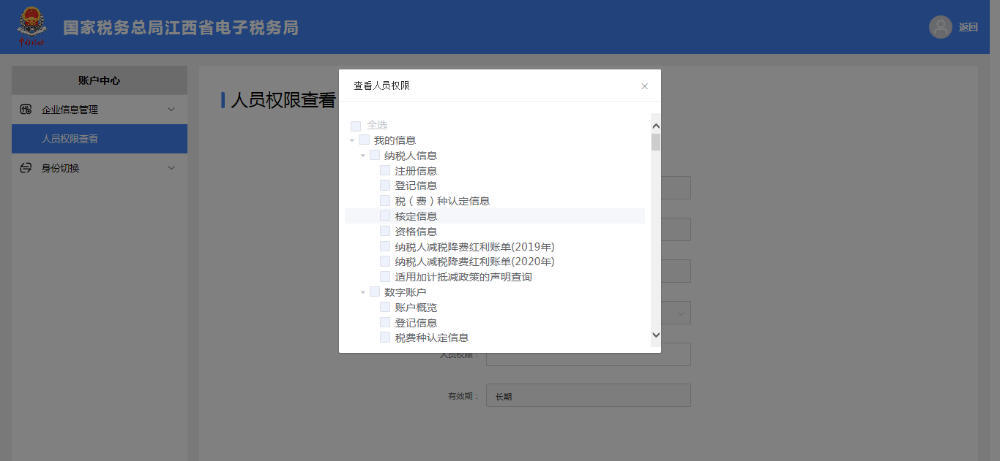 国家税务总局江西省电子税务局
返回
账户中心
企业信息管理
人员权限查看
身份切换
人员权限查看
查看人员权限
全选
我的信息
纳税人信息
注册信息
登记信息
税（费）种认定信息
核定信息
资格信息
纳税人减税降费红利账单(2019年)
纳税人减税降费红利账单(2020年)
适用加计抵减政策的声明查询
数字账户
账户概览
登记信息
税费种认定信息
人员权限：
有效期：
长期